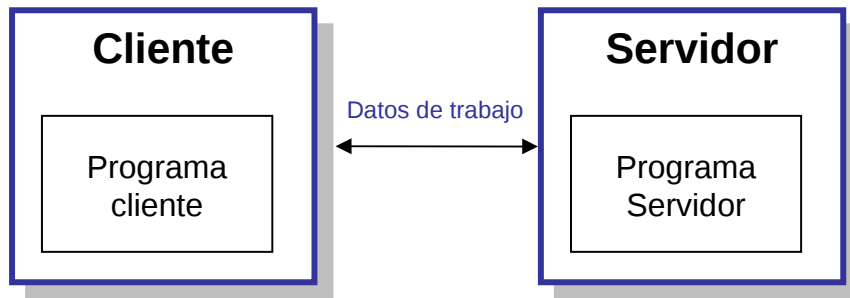 Cliente
Servidor
Datos de trabajo
Programa
cliente
Programa
Servidor